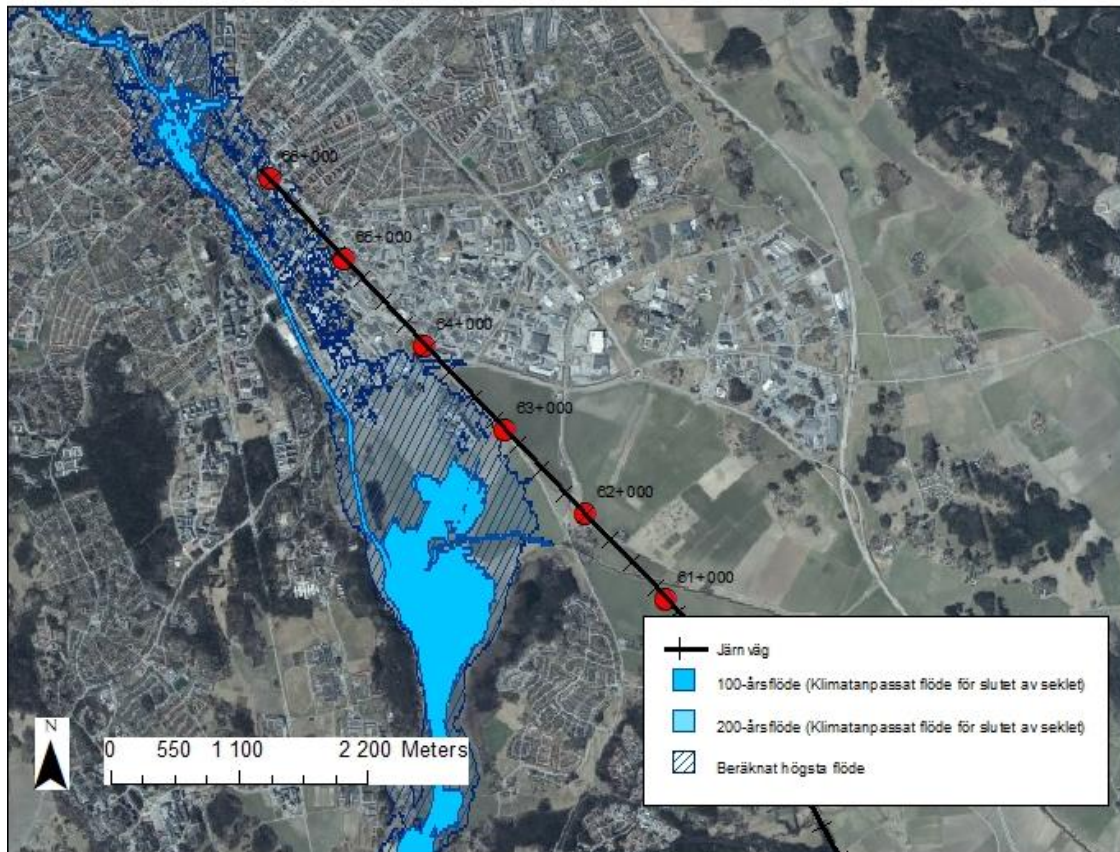 66+000
65+000
64+000
63+000
62+000
61+000
Järnväg
100-årsflöde (Klimatanpassat flöde för slutet av seklet)
200-årsflöde (Klimatanpassat flöde för slutet av seklet)
Beräknat högsta flöde
N
0 550 1 100 2 200 Meters